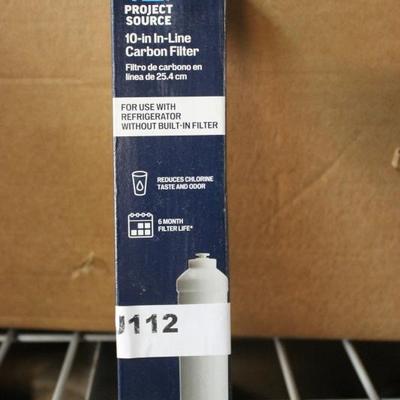 PROJECT
SOURCE
10-in In-Line
Carbon Filter
Filtro de carbono en
línea de 25.4 cm
FOR USE WITH
REFRIGERATOR
WITHOUT BUILT-IN FILTER
REDUCES CHLORINE
TASTE AND ODOR
6 MONTH
FILTER LIFE*
112